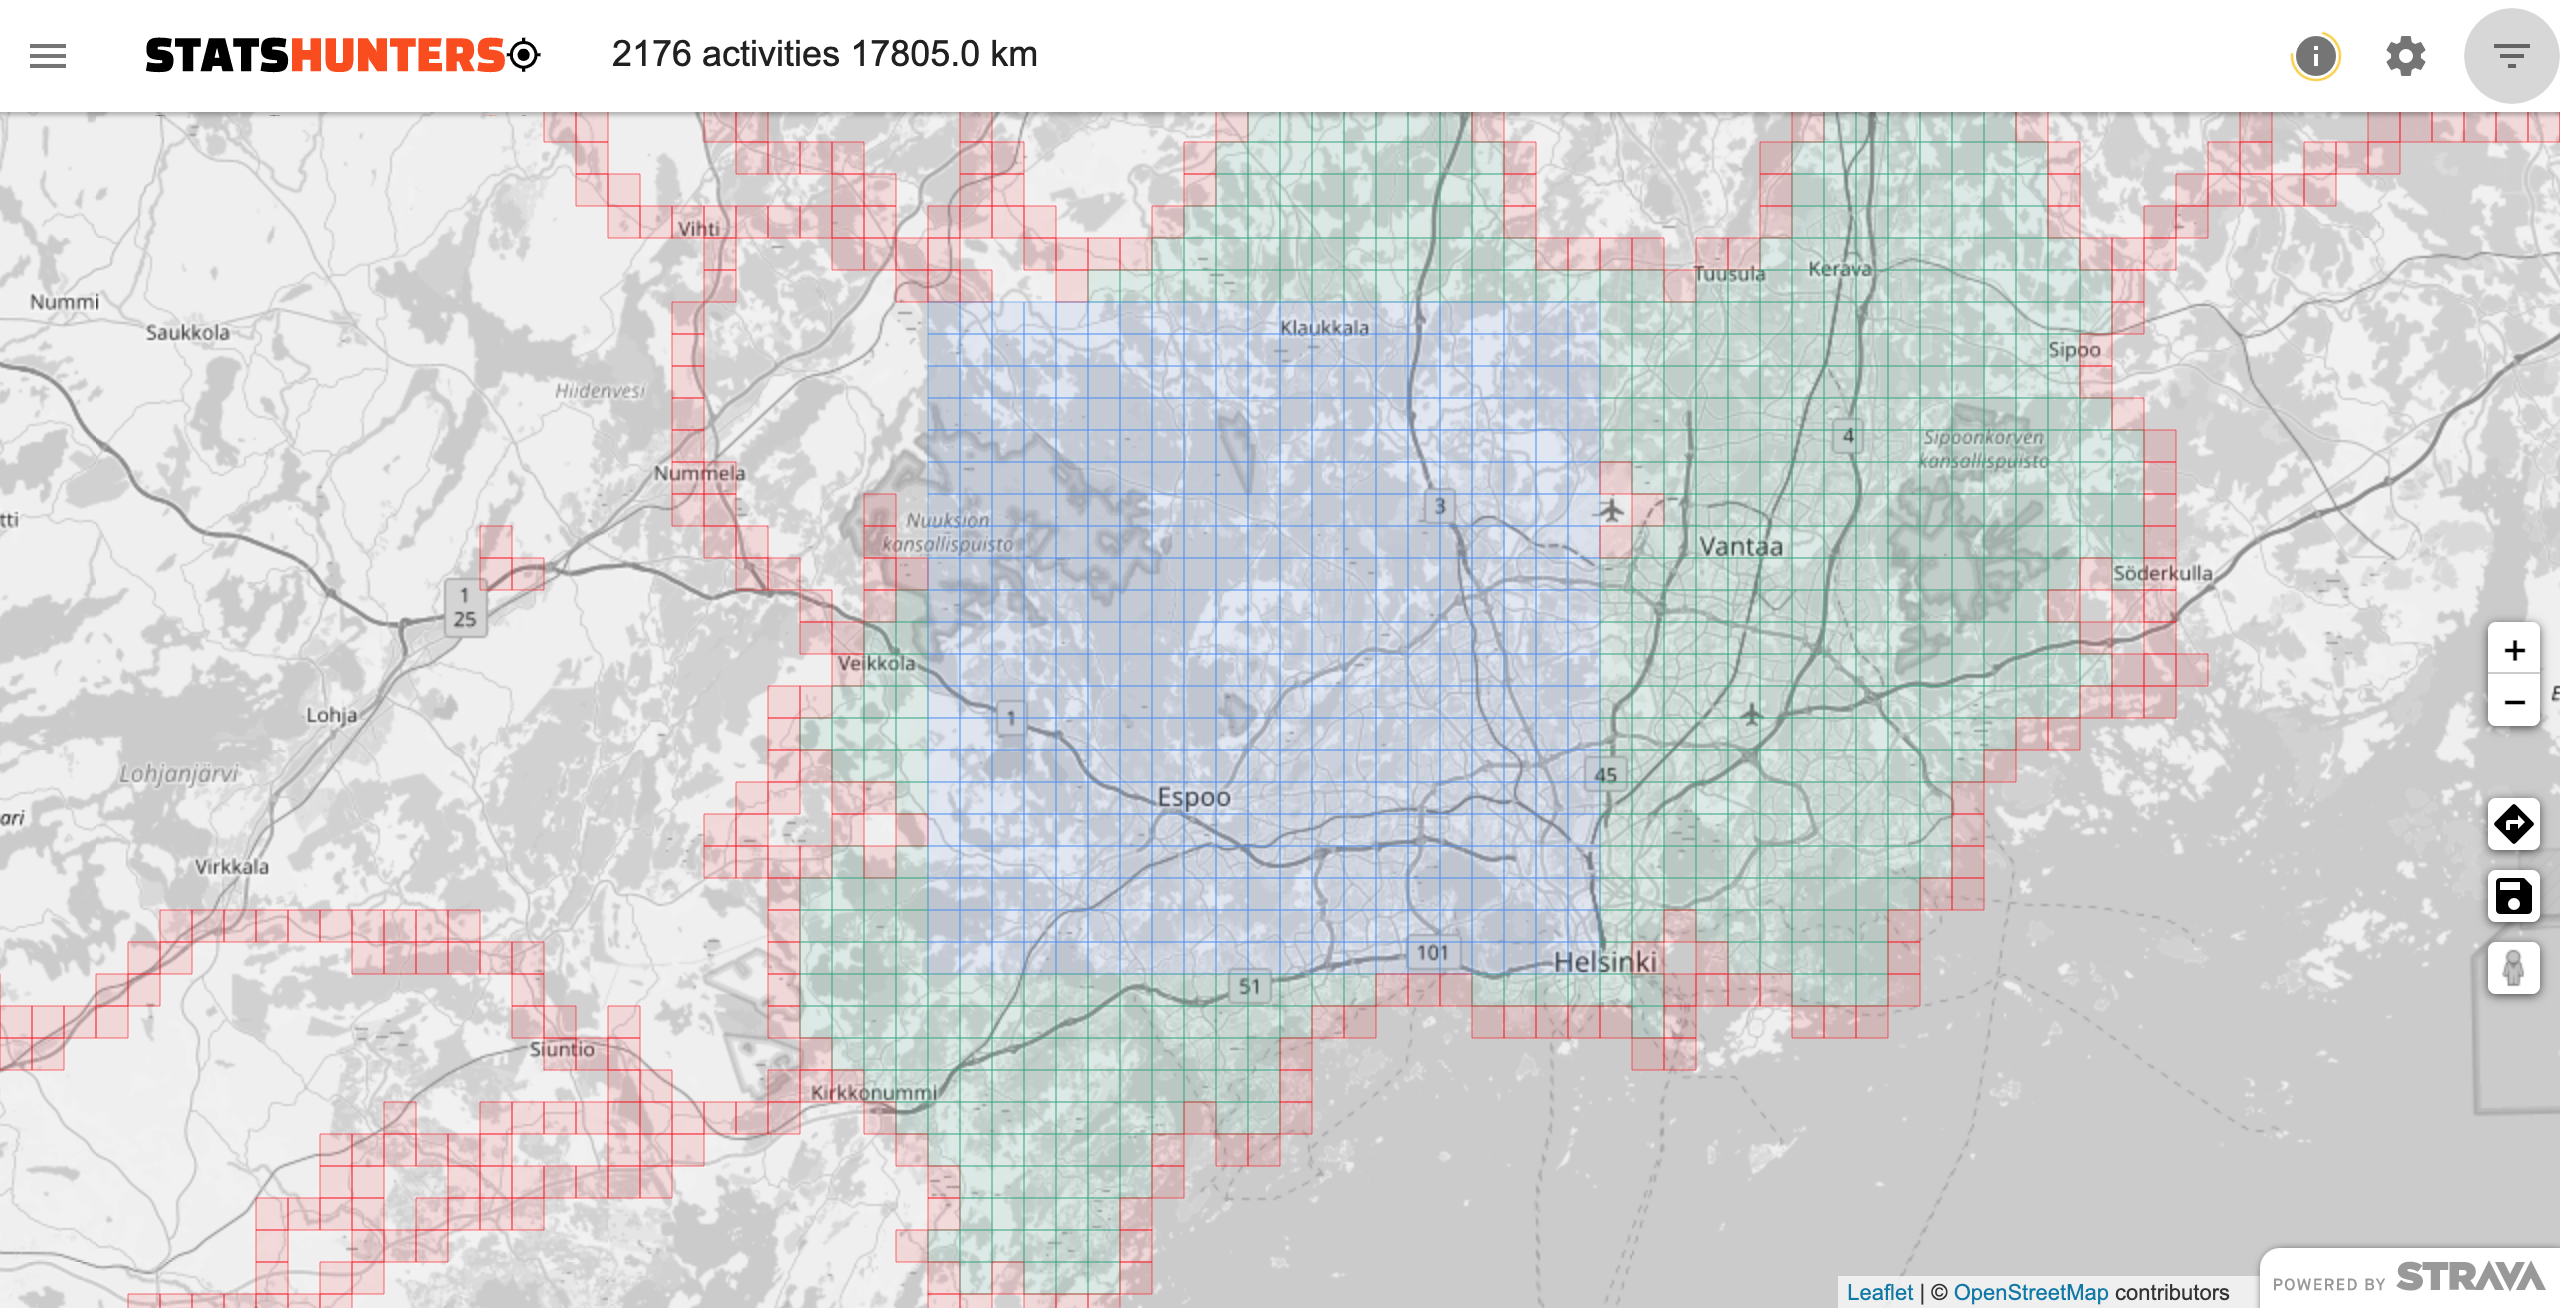 STATSHUNTERS
2176 activities 17805.0 km
Vihti
Tuusula
Kerava
Nummi
Saukkola
Klaukkala
Sipoo
Hiidenvesi
4
Sipoonkorven
kansallispuisto
Nummela
3
tti
Nuuksion
kansallispuisto
Vantaa
Söderkulla
1
25
Veikkola
+
−
Lohja
1
E
Lohjanjärvi
45
Espoo
ari
Virkkala
101
Helsinki
51
Siuntio
Kirkkonummi
Leaflet | © OpenStreetMap contributors
POWERED BY STRAVA